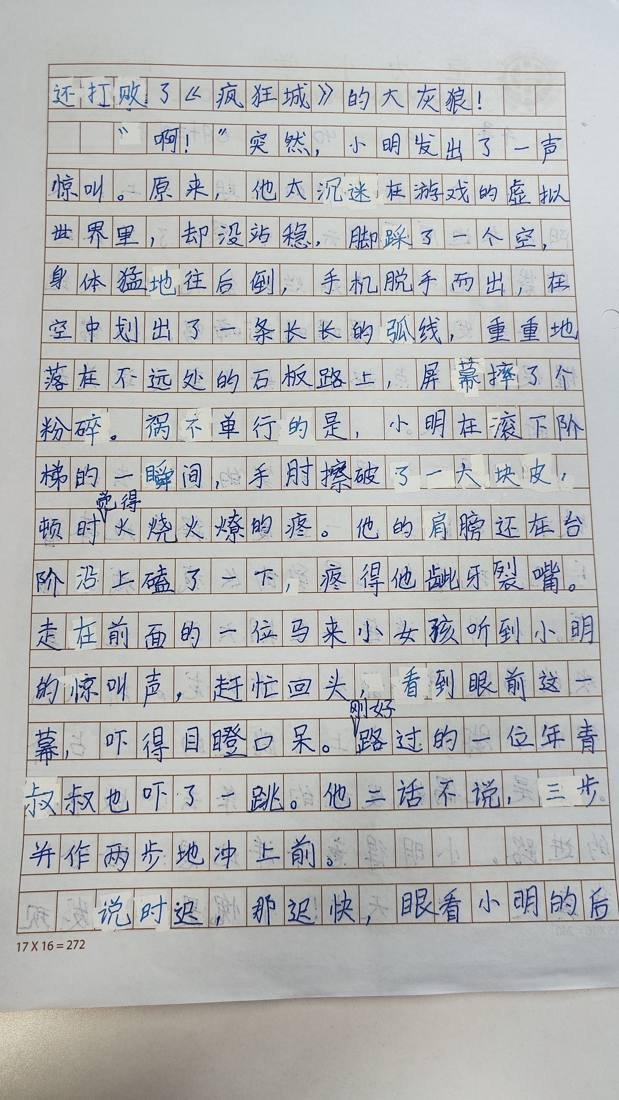 还打败了《疯狂城》的大灰狼！
“啊！”突然，小明发出了一声
惊叫。原来，他太沉迷在游戏的虚拟
世界里，却没站稳，脚踩了一个空，
身体猛地往后倒，手机脱手而出，在
空中划出了一条长长的弧线，重重地
落在不远处的石板路上，屏幕摔了个
粉碎。祸不单行的是，小明在滚下阶
梯的一瞬间，手肘擦破了一大块皮，
觉得
顿时火烧火燎的疼。他的肩膀还在台
阶沿上磕了一下，疼得他龇牙裂嘴。
走在前面的一位马来小女孩听到小明
的惊叫声，赶忙回头，看到眼前这一
刚好
幕，吓得目瞪口呆。路过的一位年青
叔叔也吓了一跳。他二话不说，三步
并作两步地冲上前。
说时迟，那迟快，眼看小明的后
17 X 16 = 272